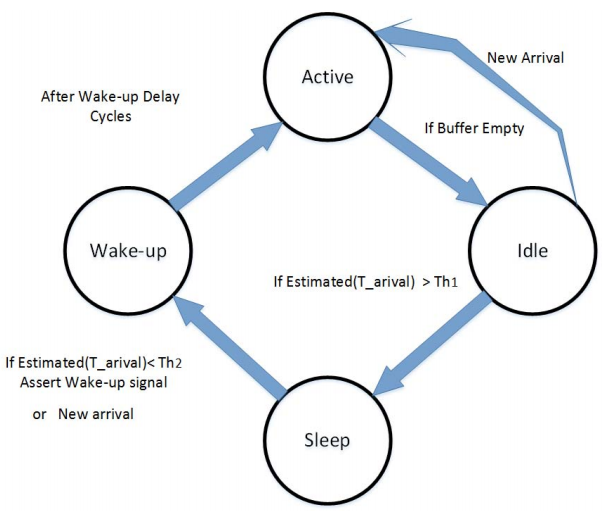 Active
New Arrival
After Wake-up Delay
Cycles
If Buffer Empty
Wake-up
Idle
If Estimated(T_arival) > Th1
If Estimated(T_arival)< Th2
Assert Wake-up signal
or New arrival
Sleep